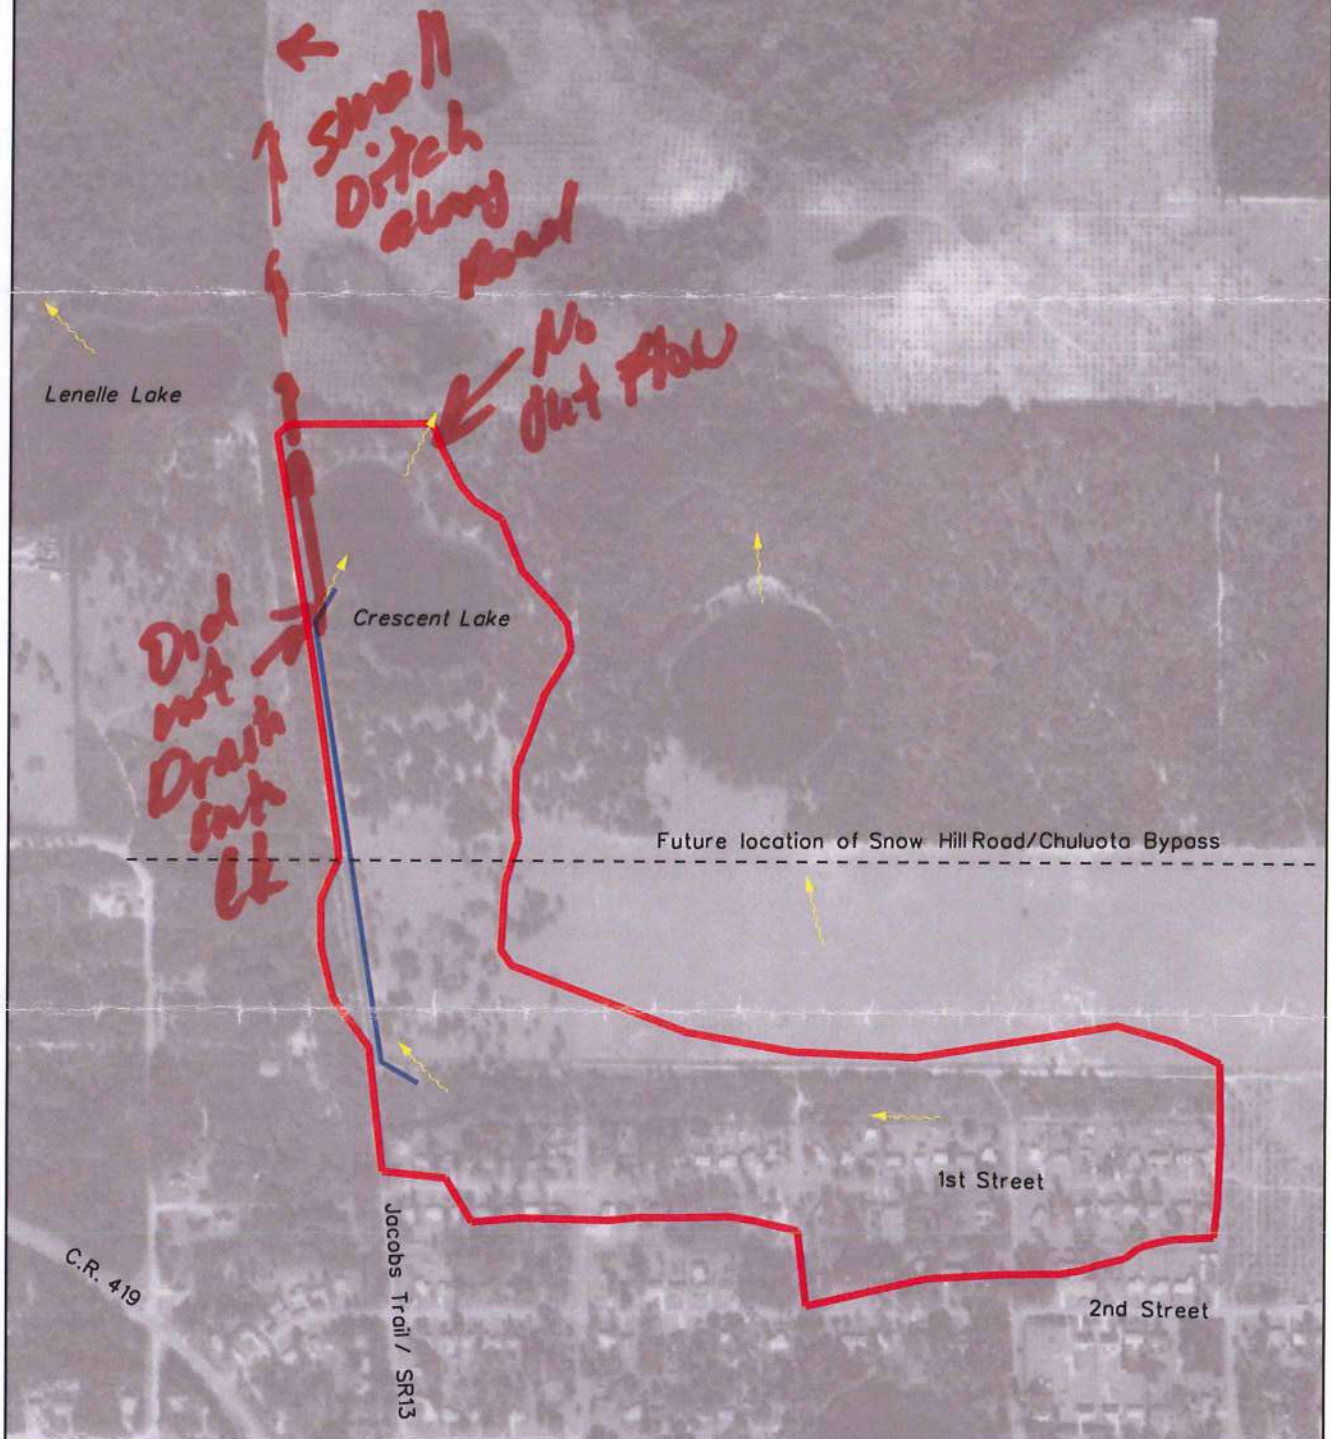 small
Ditch
along
Road
No
Out Flow
Lenelle Lake
Crescent Lake
Did
not
Drain
into
LK
Future location of Snow Hill Road/Chuluota Bypass
1st Street
Jacobs Trail / SR13
C.R. 419
2nd Street